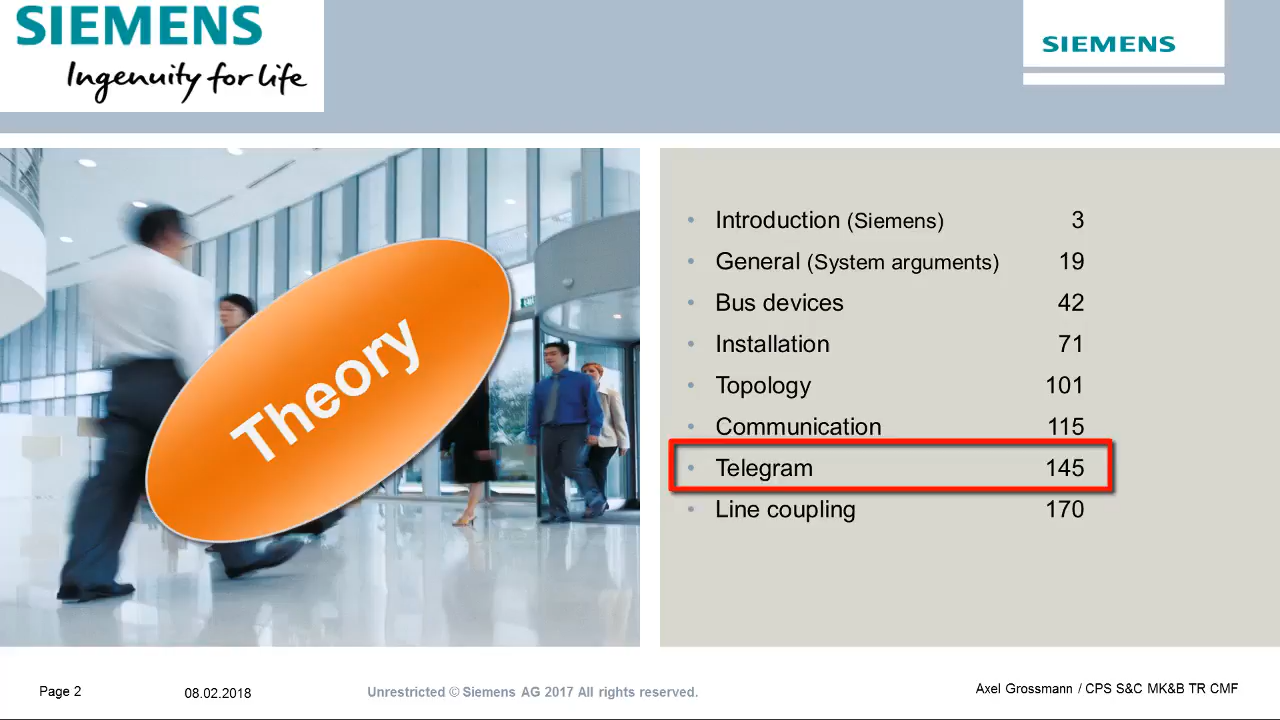 SIEMENS
Ingenuity for life
SIEMENS
Theory
• Introduction (Siemens) 3
• General (System arguments) 19
• Bus devices 42
• Installation 71
• Topology 101
• Communication 115
• Telegram 145
• Line coupling 170
Page 2
08.02.2018
Unrestricted © Siemens AG 2017 All rights reserved.
Axel Grossmann / CPS S&C MK&B TR CMF